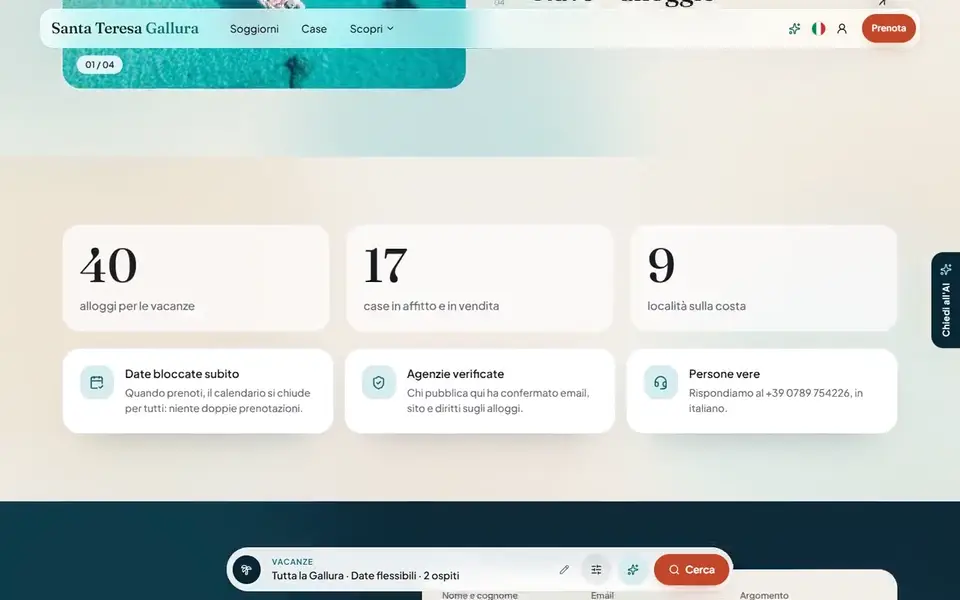 04
Santa Teresa Gallura
Soggiorni
Case
Scopri
Prenota
01 / 04
40
alloggi per le vacanze
17
case in affitto e in vendita
9
località sulla costa
Chiedi all'AI
Date bloccate subito
Quando prenoti, il calendario si chiude
per tutti: niente doppie prenotazioni.
Agenzie verificate
Chi pubblica qui ha confermato email,
sito e diritti sugli alloggi.
Persone vere
Rispondiamo al +39 0789 754226, in
italiano.
VACANZE
Tutta la Gallura · Date flessibili · 2 ospiti
Cerca
Nome e cognome
Email
Argomento